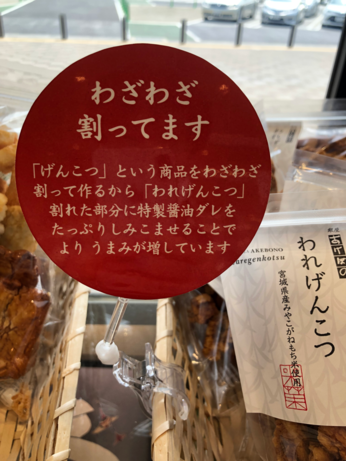 わざわざ
割ってます
「げんこつ」という商品をわざわざ
割って作るから「われげんこつ」
割れた部分に特製醤油ダレを
たっぷりしみこませることで
より うまみが増しています
AKEBONO
uregenkotsu
われげんこつ
宮城県産みやこがねもち米使用